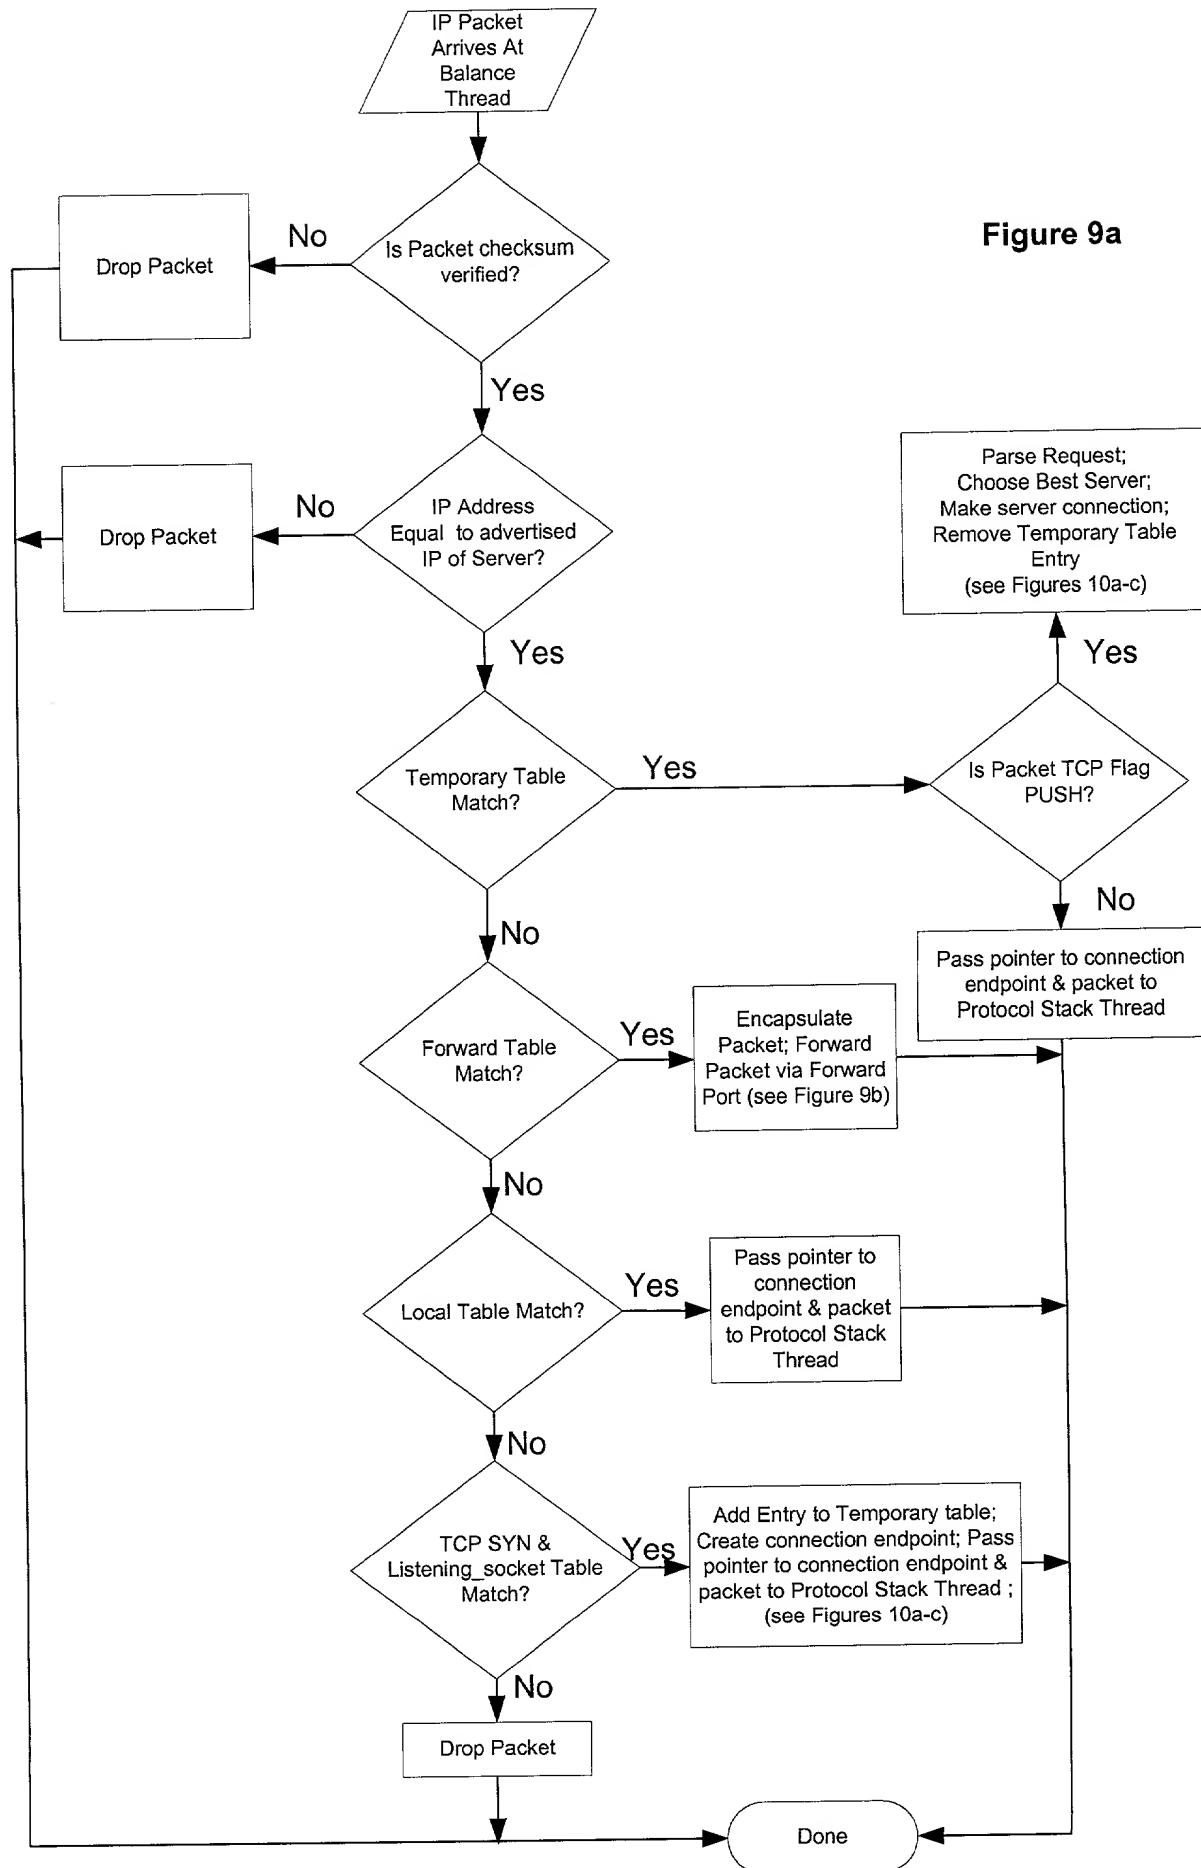 IP Packet
Arrives At
Balance
Thread
Figure 9a
Is Packet checksum
verified?
No
Drop Packet
Yes
IP Address
Equal to advertised
IP of Server?
No
Drop Packet
Yes
Parse Request;
Choose Best Server;
Make server connection;
Remove Temporary Table
Entry
(see Figures 10a-c)
Yes
Temporary Table
Match?
Yes
Is Packet TCP Flag
PUSH?
No
No
Pass pointer to connection
endpoint & packet to
Protocol Stack Thread
Forward Table
Match?
Yes
Encapsulate
Packet; Forward
Packet via Forward
Port (see Figure 9b)
No
Local Table Match?
Yes
Pass pointer to
connection
endpoint & packet
to Protocol Stack
Thread
No
TCP SYN &
Listening_socket Table
Match?
Yes
Add Entry to Temporary table;
Create connection endpoint; Pass
pointer to connection endpoint &
packet to Protocol Stack Thread ;
(see Figures 10a-c)
No
Drop Packet
Done